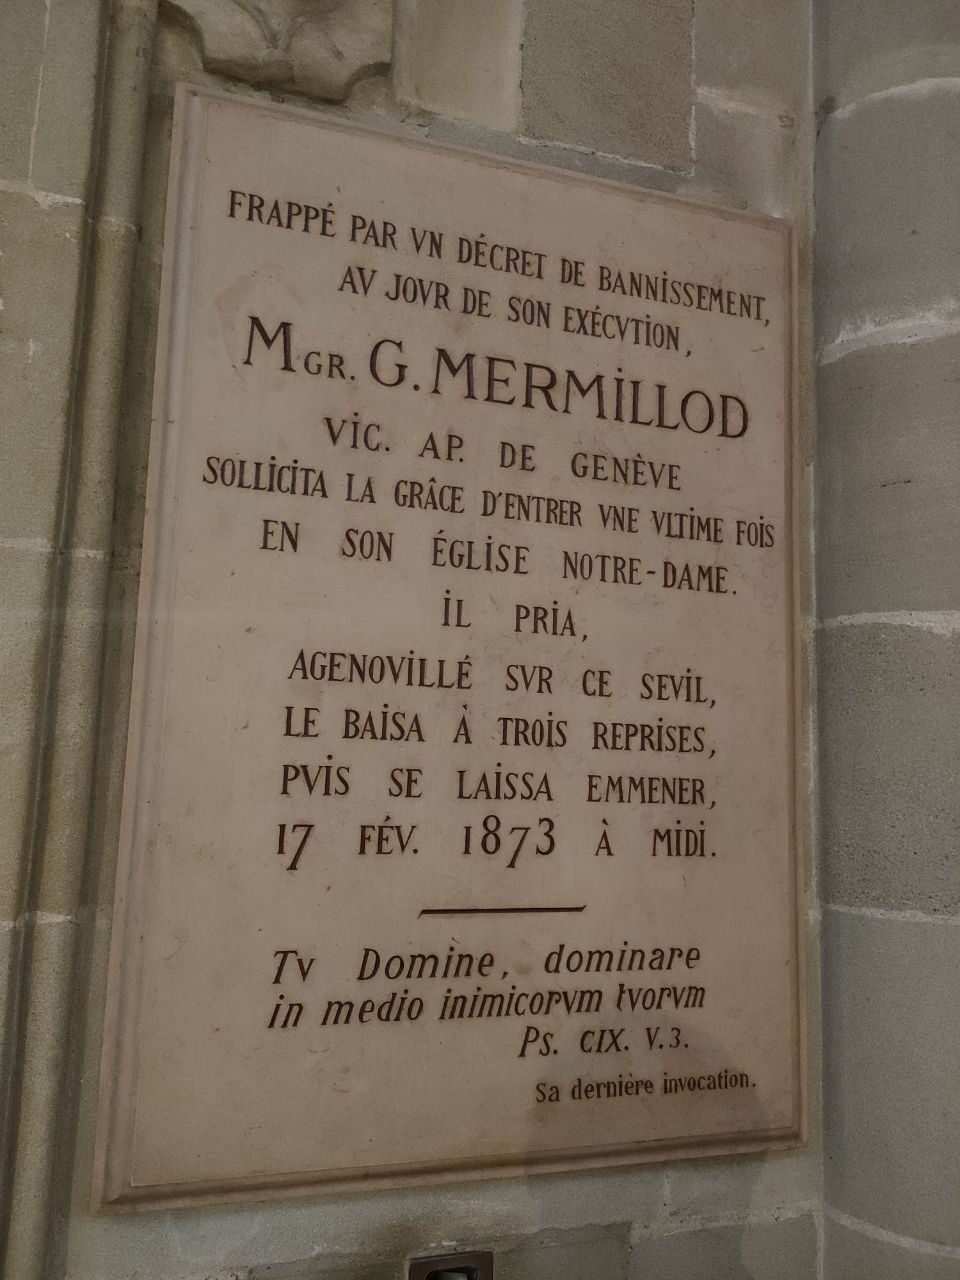 FRAPPÉ PAR VN DÉCRET DE BANNISSEMENT,
AV JOVR DE SON EXÉCVTION,
MGR. G. MERMILLOD
VIC. AP. DE GENÈVE
SOLLICITA LA GRÂCE D'ENTRER VNE VLTIME FOIS
EN SON ÉGLISE NOTRE-DAME.
IL PRIA,
AGENOVILLÉ SVR CE SEVIL,
LE BAISA À TROIS REPRISES,
PVIS SE LAISSA EMMENER,
17 FÉV. 1873 À MIDI.
TV DOMINE, DOMINARE
IN MEDIO INIMICORVM TVORVM
PS. CIX. V. 3.
Sa dernière invocation.